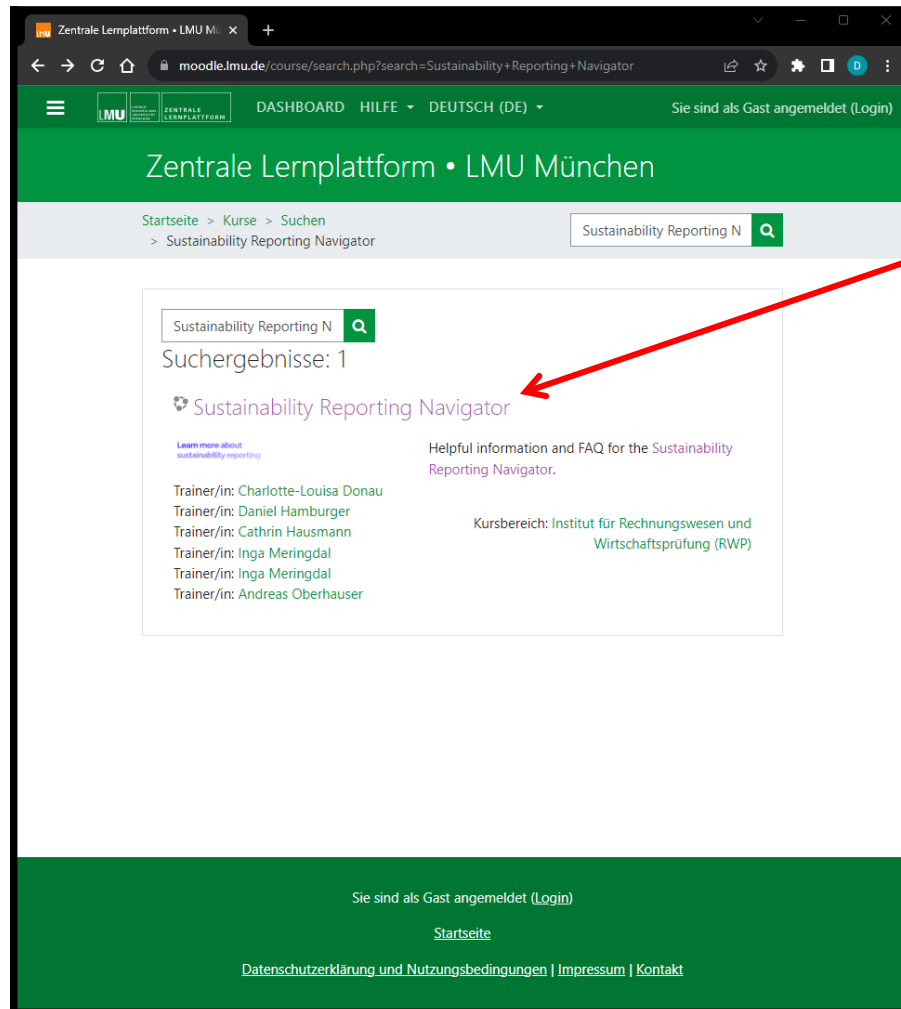 Zentrale Lernplattform • LMU Mü
moodle.lmu.de/course/search.php?search=Sustainability+Reporting+Navigator
D
LMU
ZENTRALE
LERNPLATTFORM
DASHBOARD HILFE DEUTSCH (DE) Sie sind als Gast angemeldet (Login)
Zentrale Lernplattform • LMU München
Startseite > Kurse > Suchen
> Sustainability Reporting Navigator
Sustainability Reporting N
Sustainability Reporting N
Suchergebnisse: 1
Sustainability Reporting Navigator
Learn more about
sustainability reporting
Helpful information and FAQ for the Sustainability
Reporting Navigator.
Trainer/in: Charlotte-Louisa Donau
Trainer/in: Daniel Hamburger
Trainer/in: Cathrin Hausmann
Trainer/in: Inga Meringdal
Trainer/in: Inga Meringdal
Trainer/in: Andreas Oberhauser
Kursbereich: Institut für Rechnungswesen und
Wirtschaftsprüfung (RWP)
Sie sind als Gast angemeldet (Login)
Startseite
Datenschutzerklärung und Nutzungsbedingungen | Impressum | Kontakt